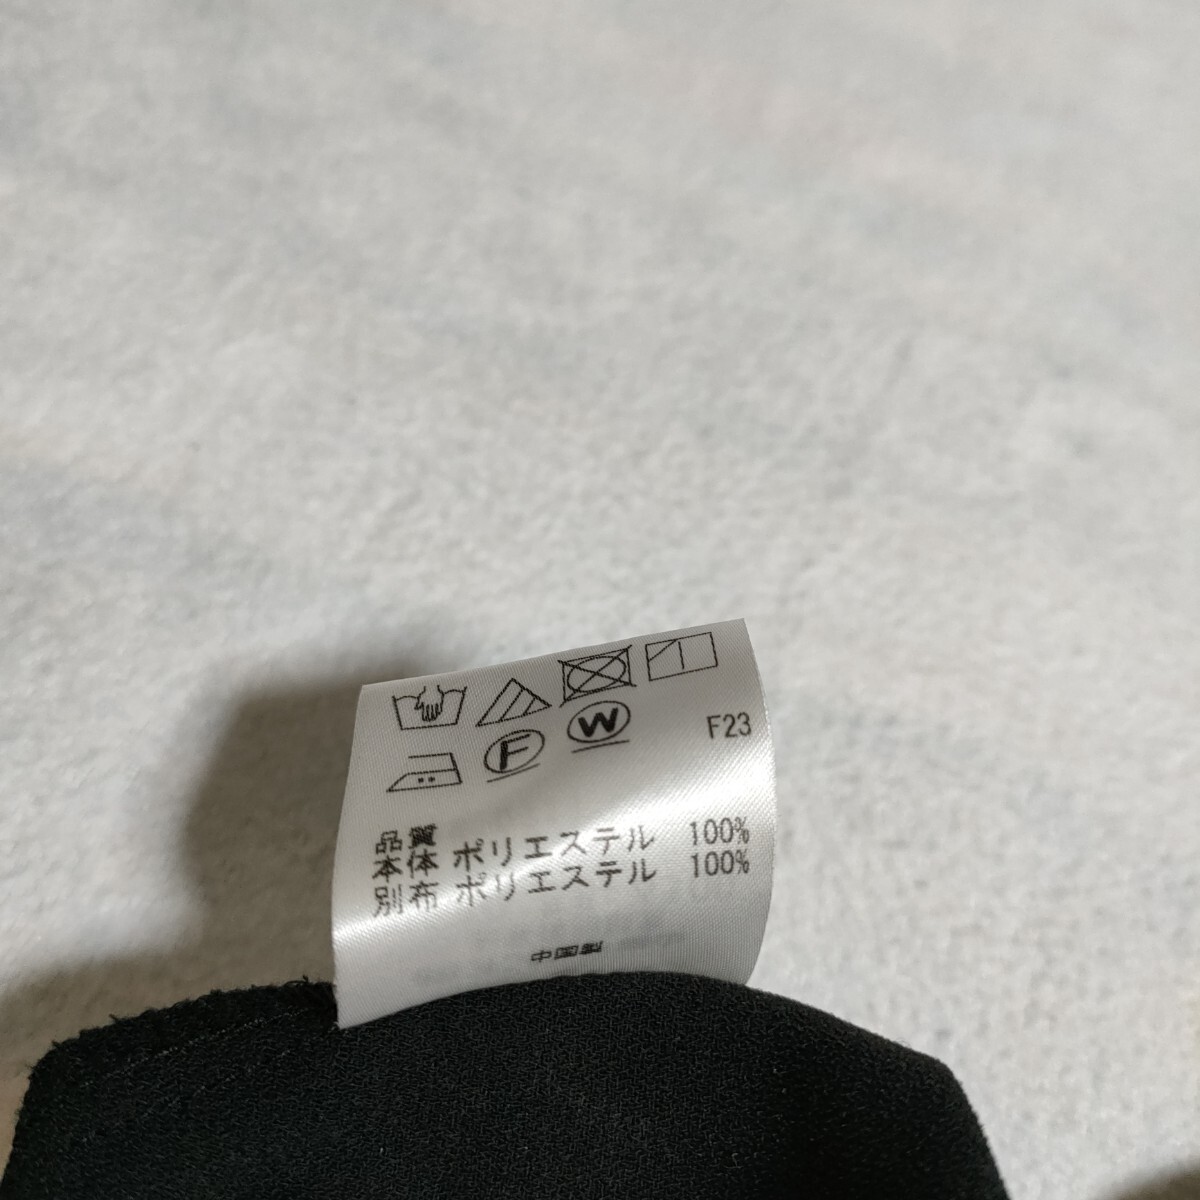 F23
F W
品質
本体 ポリエステル 100%
別布 ポリエステル 100%
中国製